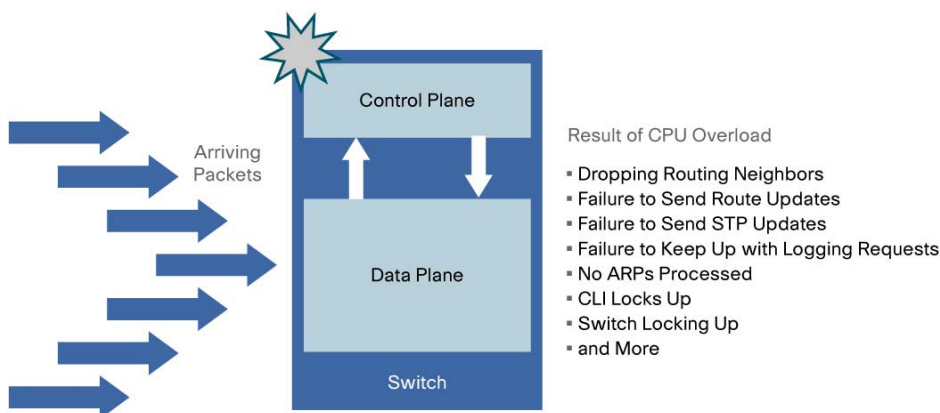 Control Plane
Arriving
Packets
Data Plane
Switch
Result of CPU Overload
▪ Dropping Routing Neighbors
▪ Failure to Send Route Updates
▪ Failure to Send STP Updates
▪ Failure to Keep Up with Logging Requests
▪ No ARPs Processed
▪ CLI Locks Up
▪ Switch Locking Up
▪ and More